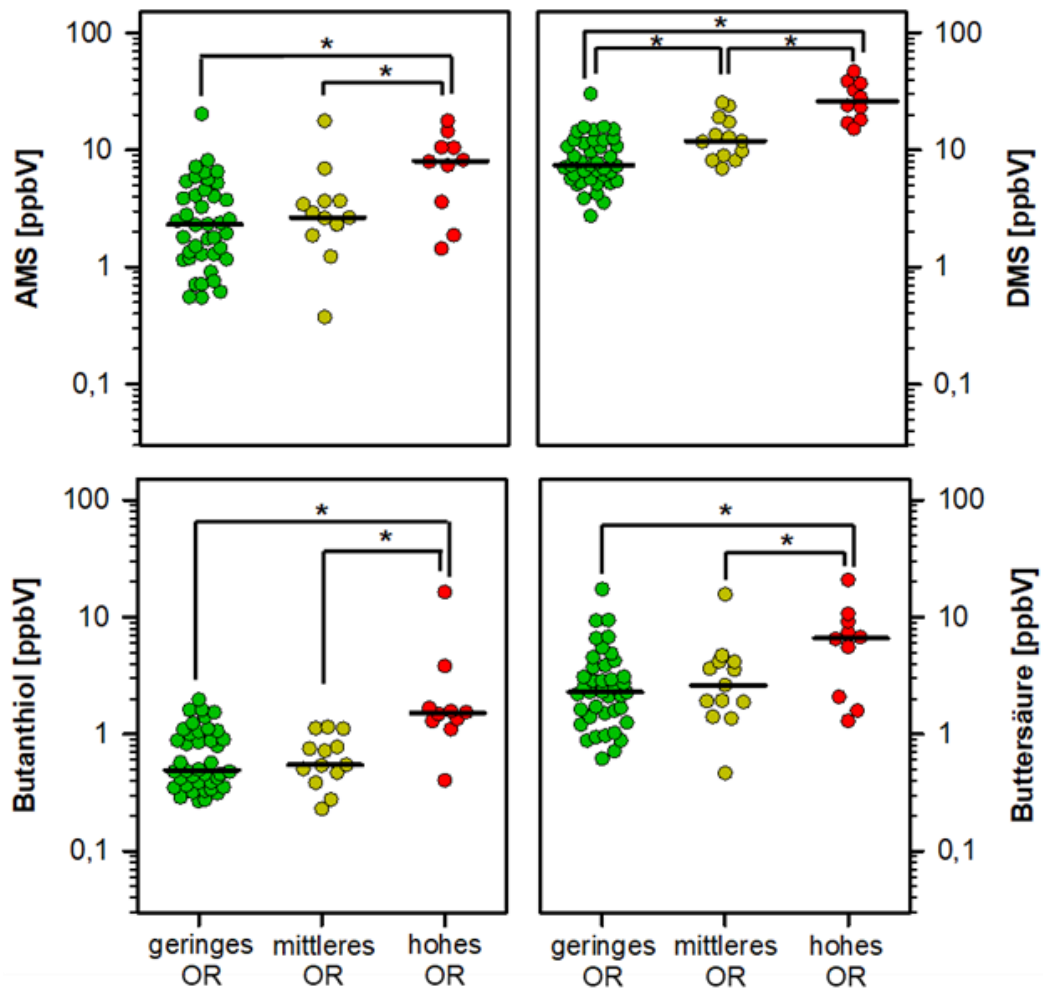 100
10
1
0,1
AMS [ppbV]
*
*
*
*
*
100
10
1
0,1
DMS [ppbV]
100
10
1
0,1
Butanthiol [ppbV]
*
*
*
*
100
10
1
0,1
Buttersäure [ppbV]
geringes
OR
mittleres
OR
hohes
OR
geringes
OR
mittleres
OR
hohes
OR